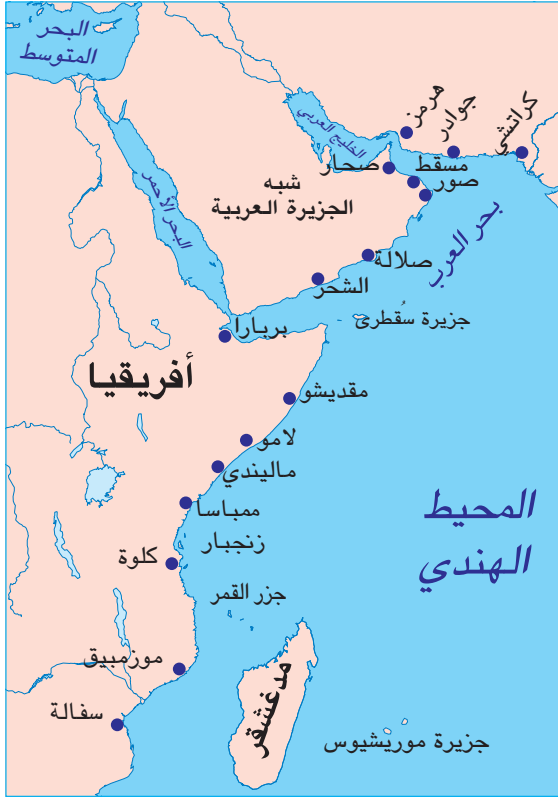 البحر
المتوسط
هرمز
جوادر
كراتشي
الخليج العربي
صحار
مسقط
صور
شبه
الجزيرة العربية
البحر الأحمر
بحر العرب
صلالة
الشحر
جزيرة سُقطرى
بربارا
أفريقيا
مقديشو
لامو
ماليندي
ممباسا
زنجبار
كلوة
المحيط
الهندي
جزر القمر
موزمبيق
مدغشقر
سفالة
جزيرة موريشيوس